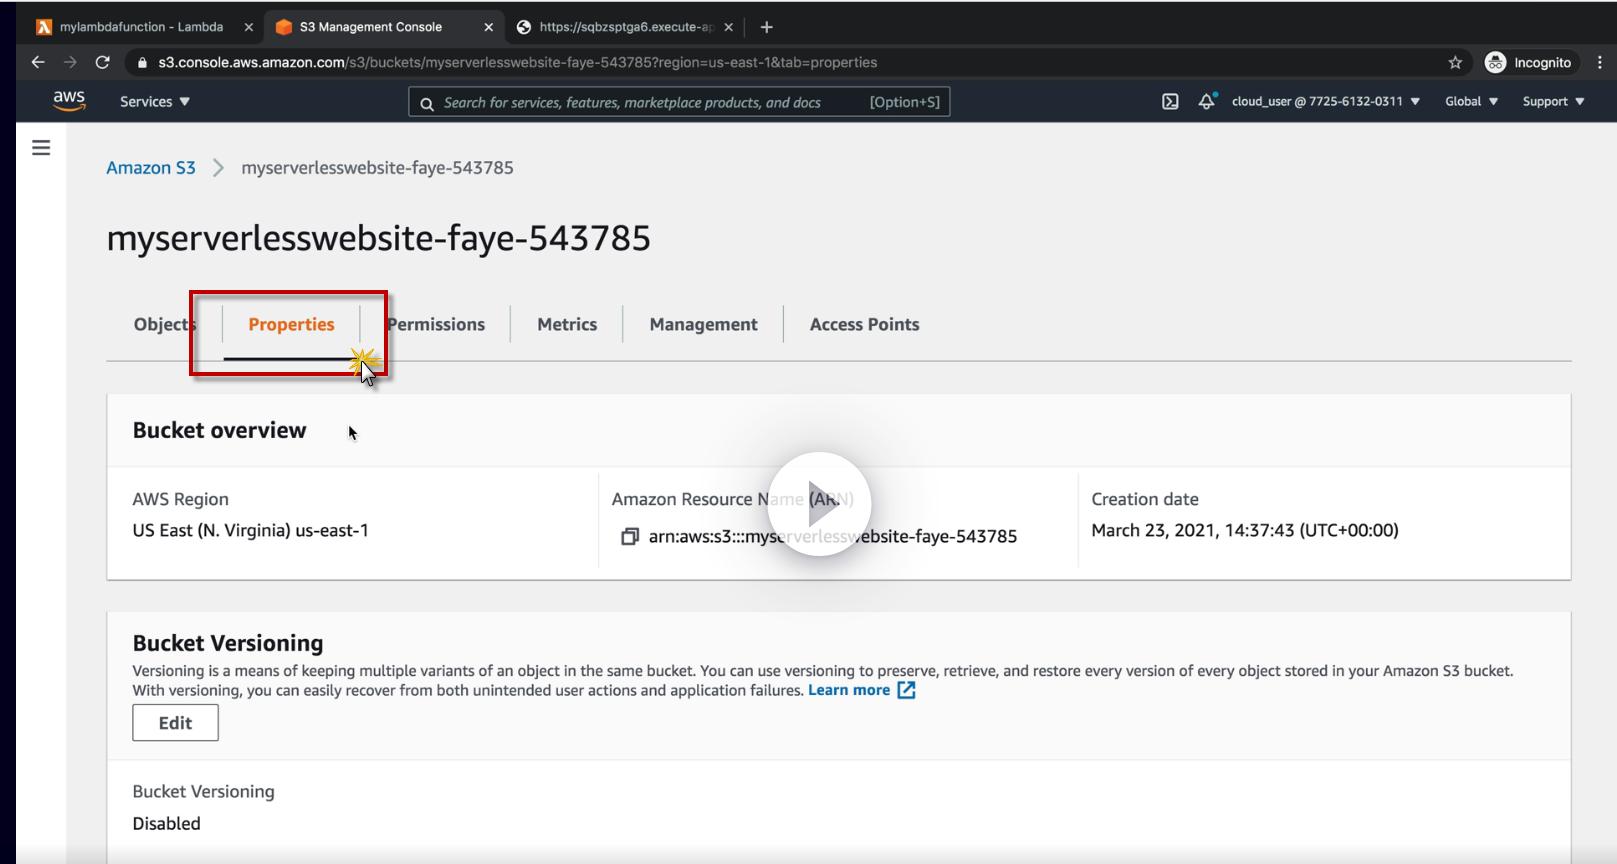 mylambdafunction - Lambda
S3 Management Console
https://sqbzsptga6.execute-ap
s3.console.aws.amazon.com/s3/buckets/myserverlesswebsite-faye-543785?region=us-east-1&tab=properties
Incognito
aws
Services
Search for services, features, marketplace products, and docs
[Option+S]
cloud_user @ 7725-6132-0311
Global
Support
Amazon S3
myserverlesswebsite-faye-543785
myserverlesswebsite-faye-543785
Objects
Properties
Permissions
Metrics
Management
Access Points
Bucket overview
AWS Region
US East (N. Virginia) us-east-1
Amazon Resource Name (ARN)
arn:aws:s3:::myserverlesswebsite-faye-543785
Creation date
March 23, 2021, 14:37:43 (UTC+00:00)
Bucket Versioning
Versioning is a means of keeping multiple variants of an object in the same bucket. You can use versioning to preserve, retrieve, and restore every version of every object stored in your Amazon S3 bucket.
With versioning, you can easily recover from both unintended user actions and application failures. Learn more
Edit
Bucket Versioning
Disabled